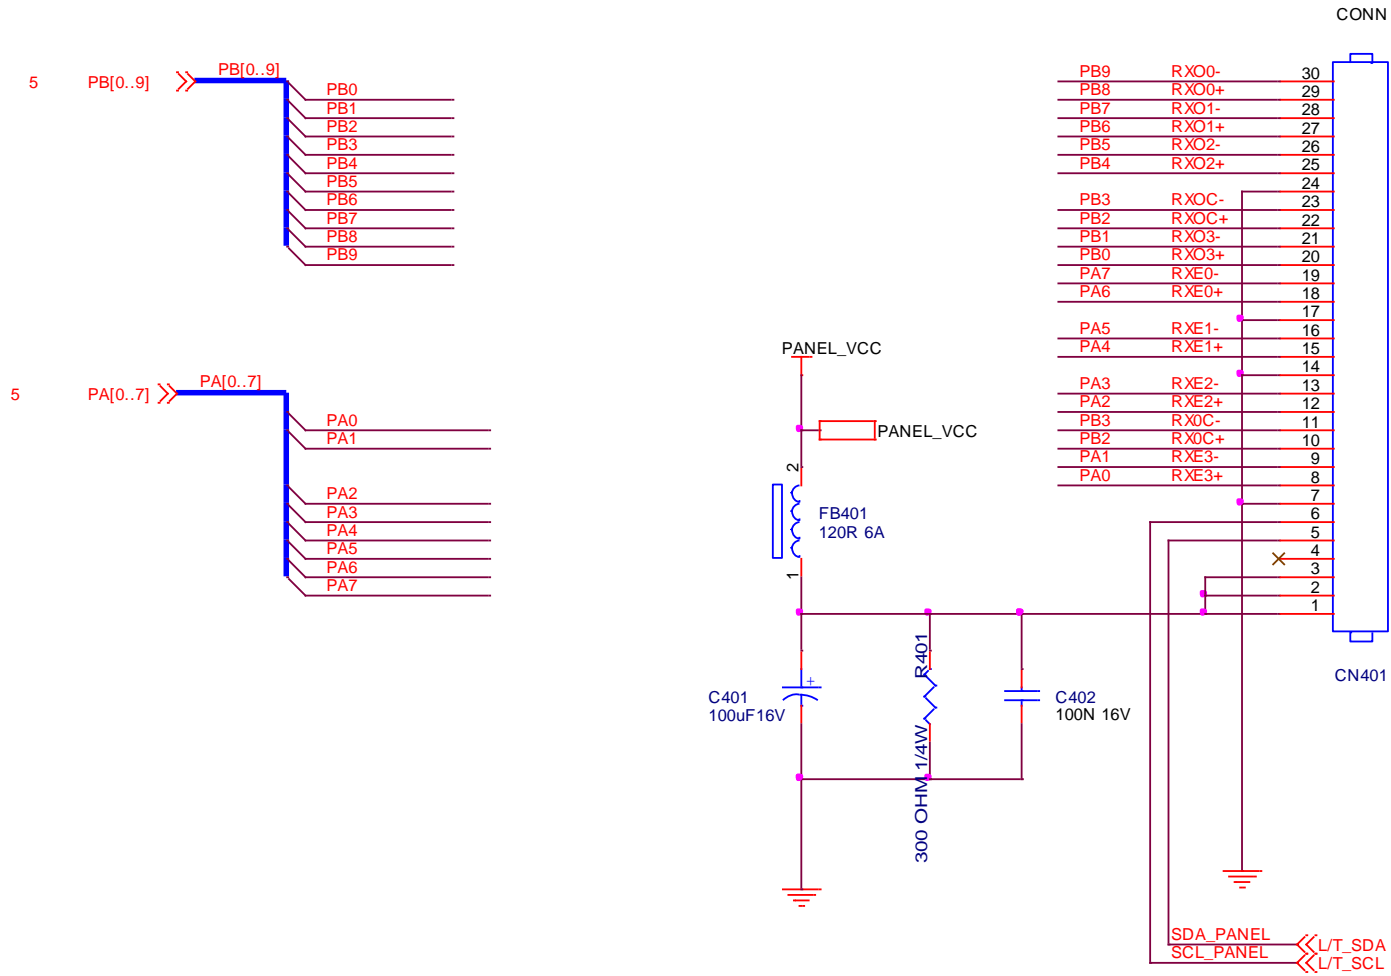 CONN
5 PB[0..9] PB[0..9]
PB0
PB1
PB2
PB3
PB4
PB5
PB6
PB7
PB8
PB9
5 PA[0..7] PA[0..7]
PA0
PA1
PA2
PA3
PA4
PA5
PA6
PA7
PANEL_VCC
PANEL_VCC
2
FB401
120R 6A
1
C401
100uF16V
+
R401
300 OHM 1/4W
C402
100N 16V
PB9 RXO0- 30
PB8 RXO0+ 29
PB7 RXO1- 28
PB6 RXO1+ 27
PB5 RXO2- 26
PB4 RXO2+ 25
24
PB3 RXOC- 23
PB2 RXOC+ 22
PB1 RXO3- 21
PB0 RXO3+ 20
PA7 RXE0- 19
PA6 RXE0+ 18
17
PA5 RXE1- 16
PA4 RXE1+ 15
14
PA3 RXE2- 13
PA2 RXE2+ 12
PB3 RX0C- 11
PB2 RX0C+ 10
PA1 RXE3- 9
PA0 RXE3+ 8
7
6
5
4
3
2
1
CN401
SDA_PANEL L/T_SDA
SCL_PANEL L/T_SCL